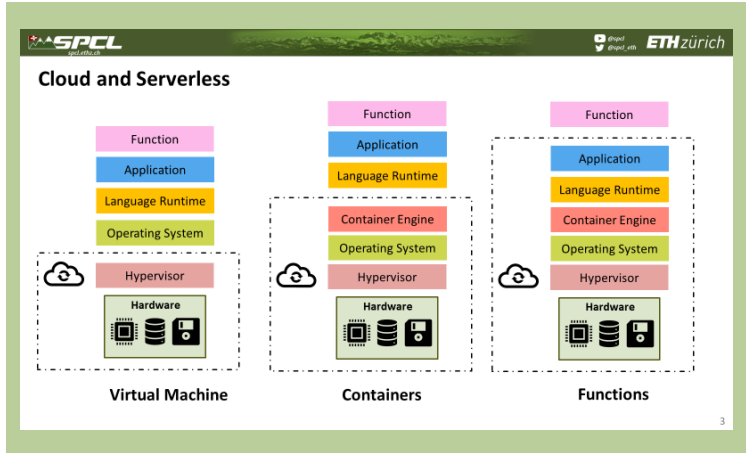 SPCL
spcl.ethz.ch
@spcl
@spcl_eth
ETH zürich
Cloud and Serverless
Function
Application
Language Runtime
Operating System
Hypervisor
Hardware
Virtual Machine
Function
Application
Language Runtime
Container Engine
Operating System
Hypervisor
Hardware
Containers
Function
Application
Language Runtime
Container Engine
Operating System
Hypervisor
Hardware
Functions
3